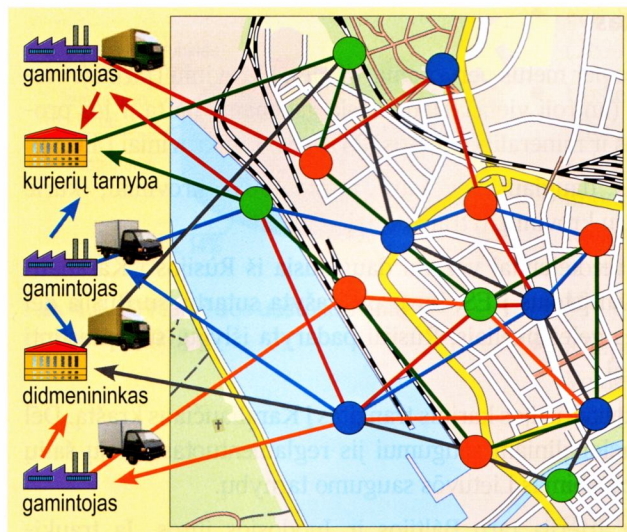 gamintojas
kurjerių tarnyba
gamintojas
didmenininkas
gamintojas